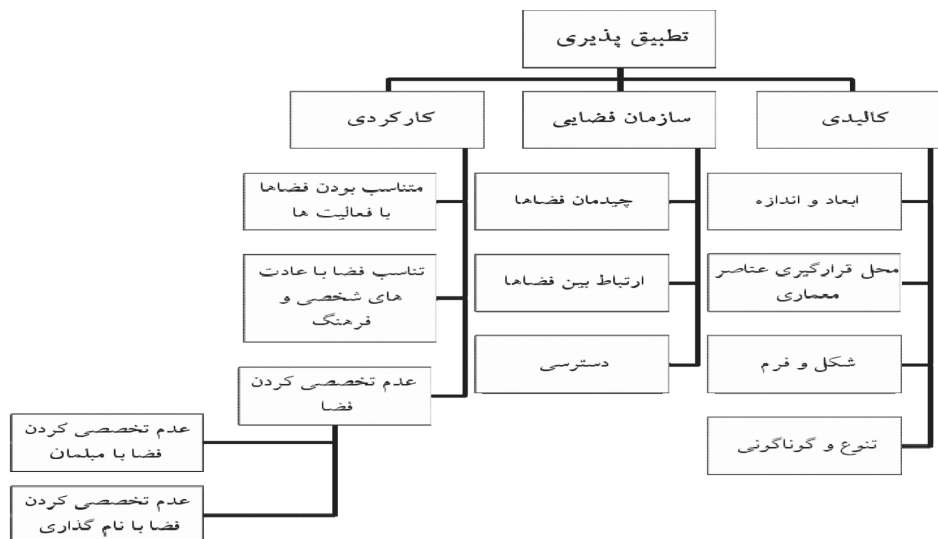 تطبیق پذیری
کالبدی
سازمان فضایی
کارکردی
ابعاد و اندازه
محل قرارگیری عناصر
معماری
شکل و فرم
تنوع و گوناگونی
چیدمان فضاها
ارتباط بین فضاها
دسترسی
متناسب بودن فضاها
با فعالیت ها
تناسب فضا با عادت
های شخصی و
فرهنگ
عدم تخصصی کردن
فضا
عدم تخصصی کردن
فضا با مبلمان
عدم تخصصی کردن
فضا با نام گذاری